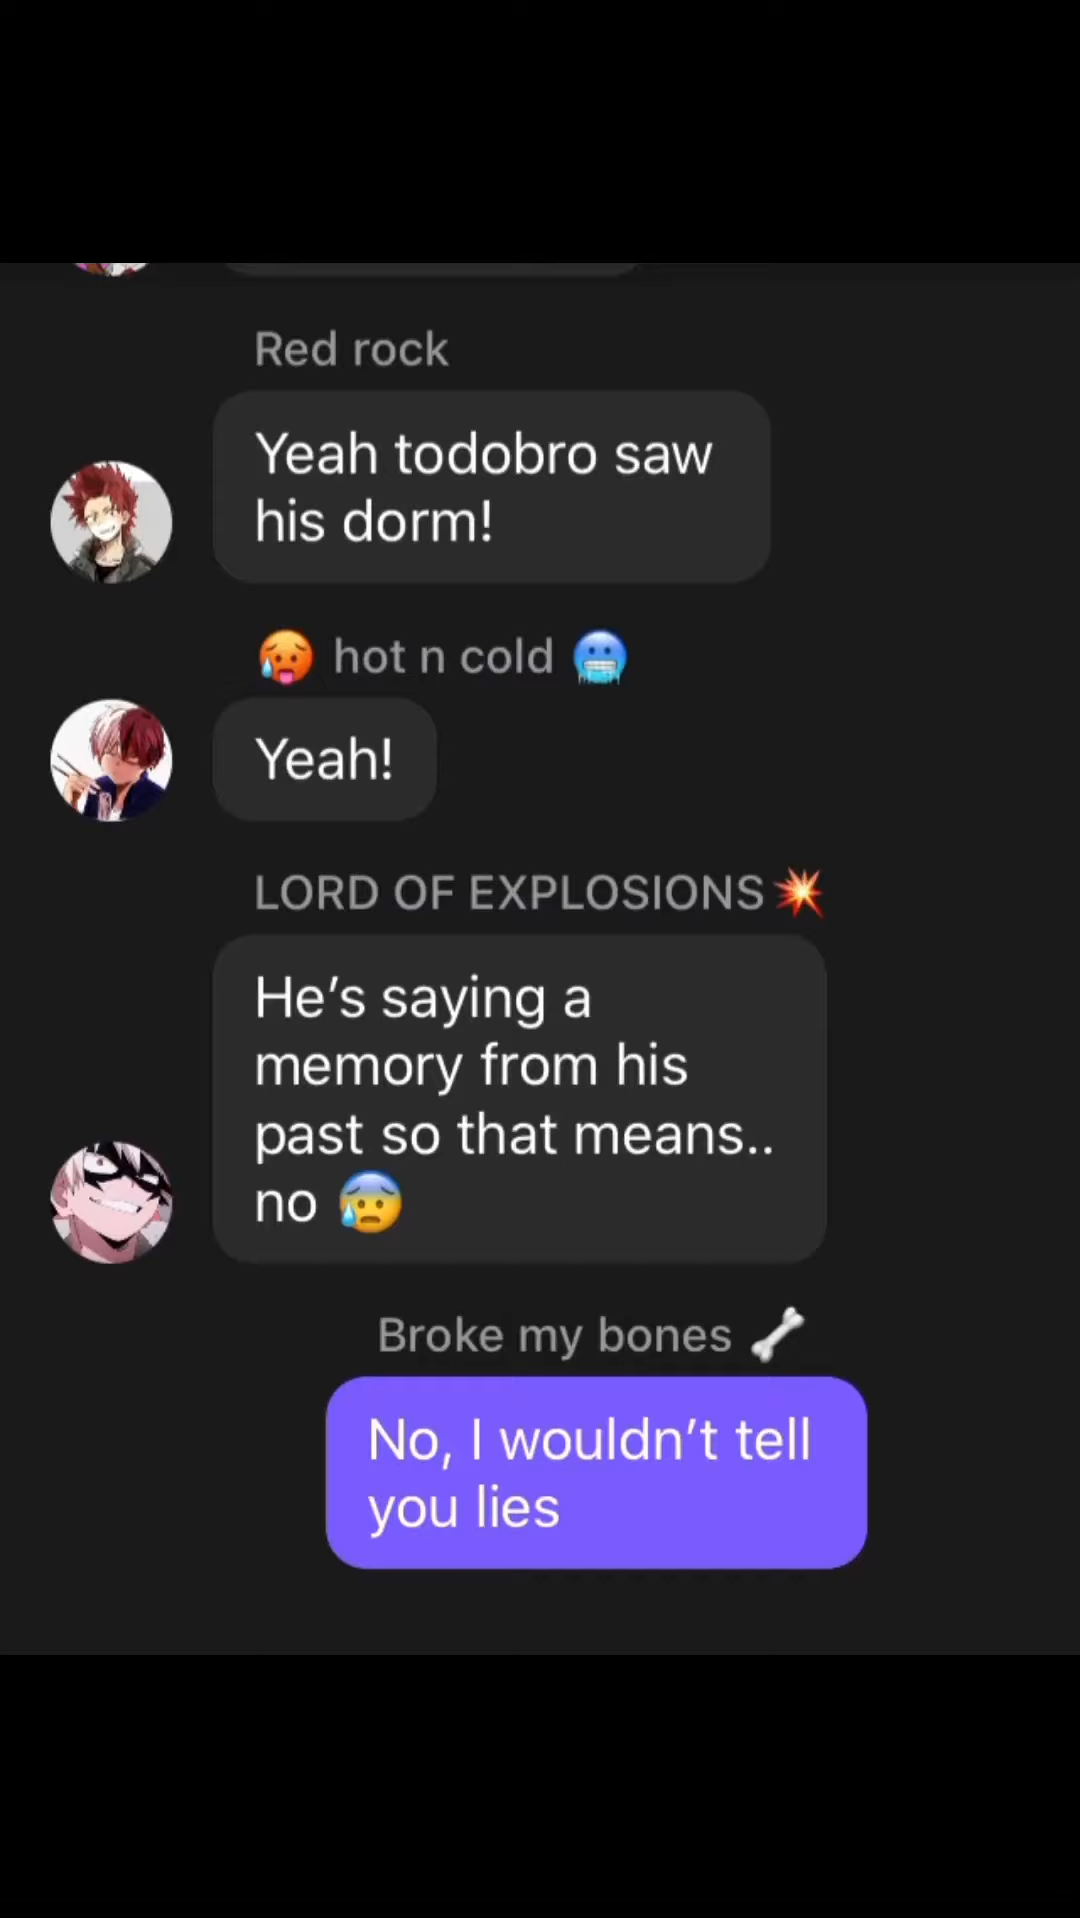 Red rock
Yeah todobro saw
his dorm!
🥵 hot n cold 🥶
Yeah!
LORD OF EXPLOSIONS💥
He’s saying a
memory from his
past so that means..
no 😰
Broke my bones 🦴
No, I wouldn’t tell
you lies